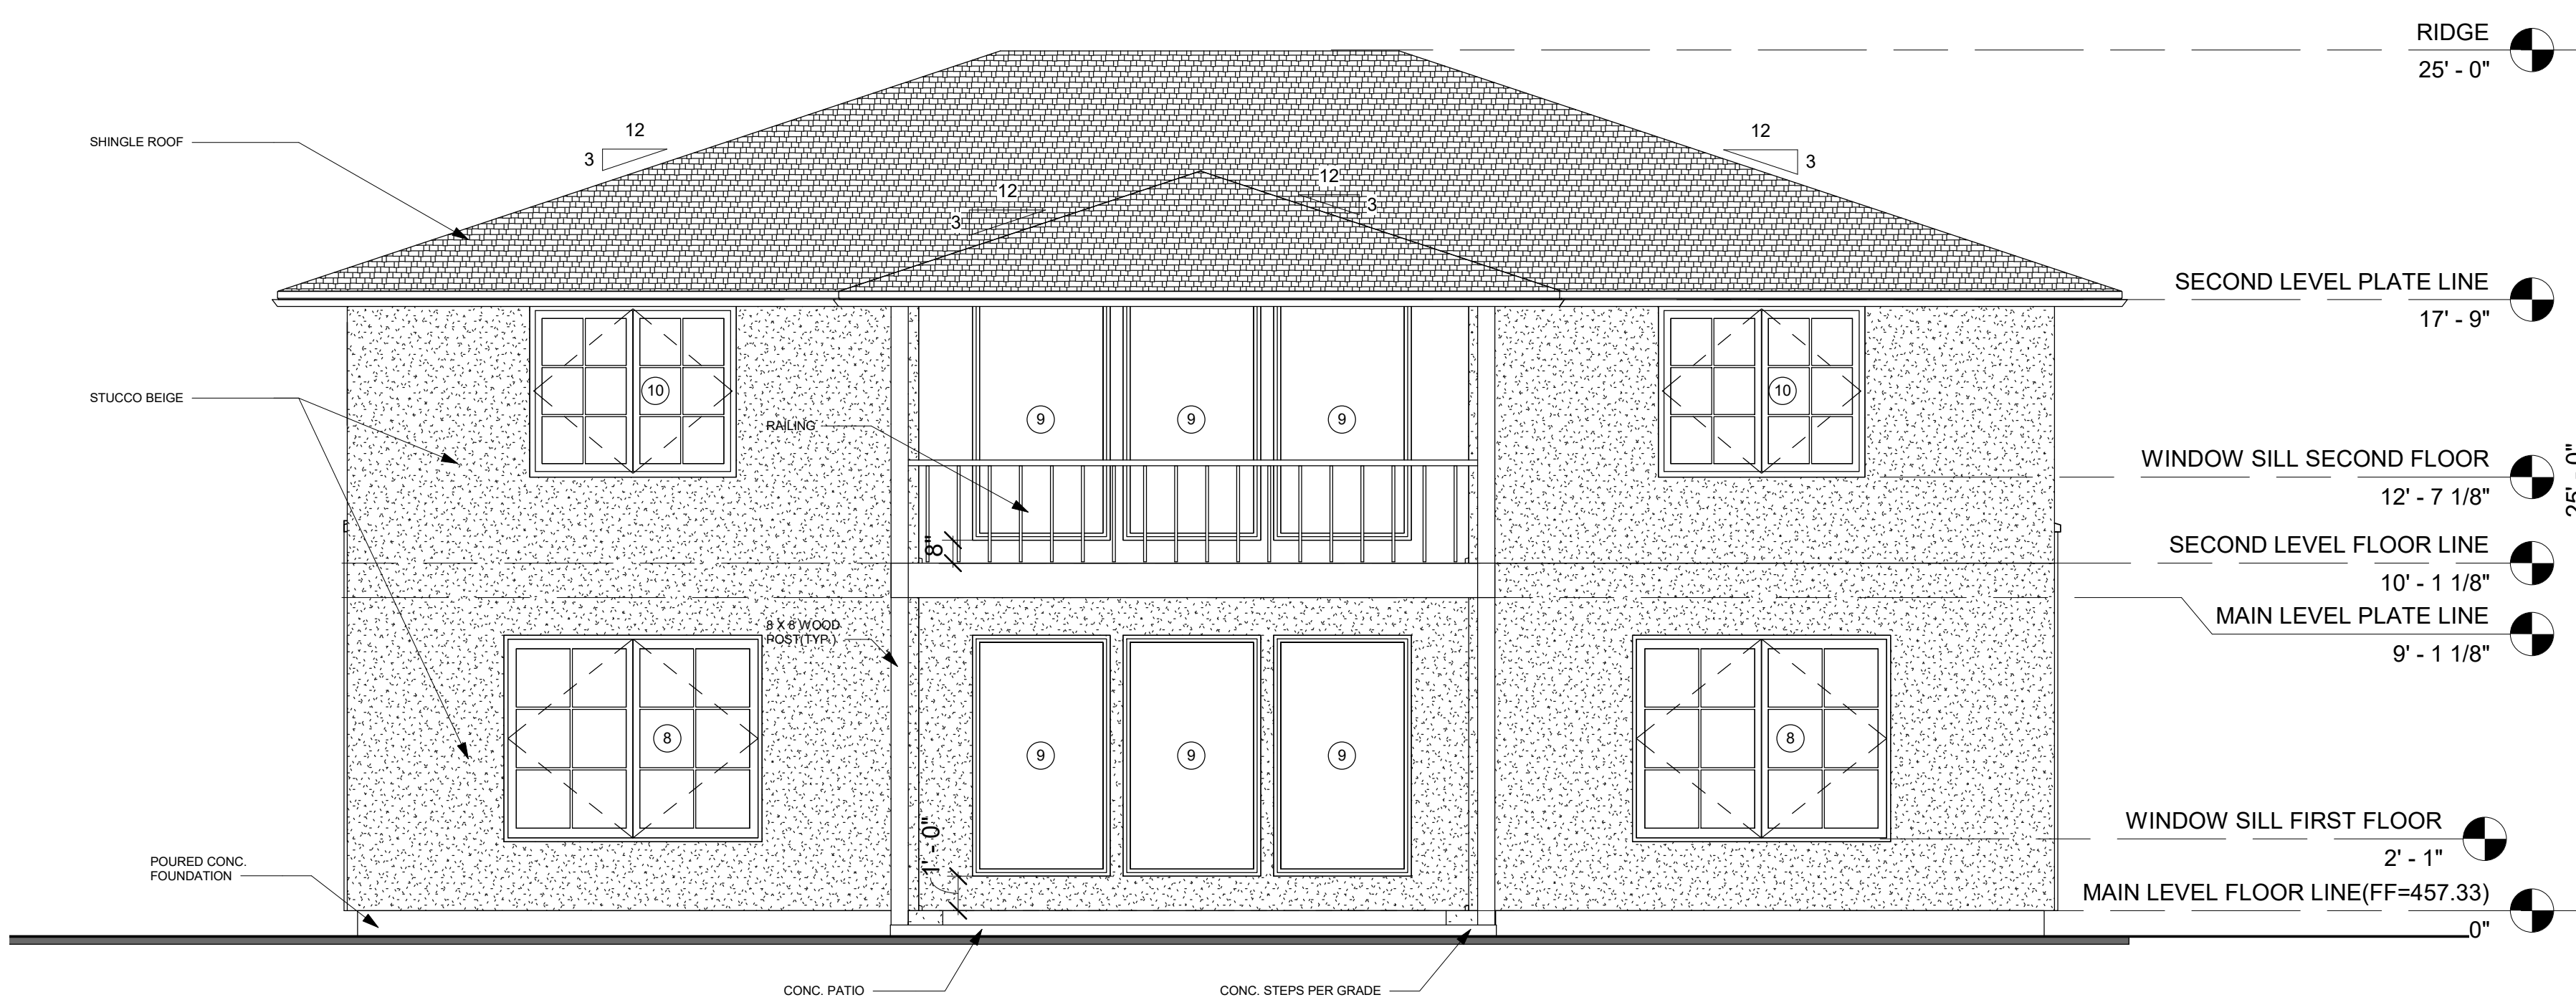 RIDGE
25' - 0"
12
3
12
3
SHINGLE ROOF
12
3
12
3
SECOND LEVEL PLATE LINE
17' - 9"
STUCCO BEIGE
10
10
9
9
9
RAILING
WINDOW SILL SECOND FLOOR
12' - 7 1/8"
25' - 0"
8"
SECOND LEVEL FLOOR LINE
10' - 1 1/8"
MAIN LEVEL PLATE LINE
9' - 1 1/8"
8 X 8 WOOD
POST(TYP.)
8
9
9
9
8
WINDOW SILL FIRST FLOOR
2' - 1"
1' - 0"
POURED CONC.
FOUNDATION
MAIN LEVEL FLOOR LINE(FF=457.33)
0"
CONC. PATIO
CONC. STEPS PER GRADE